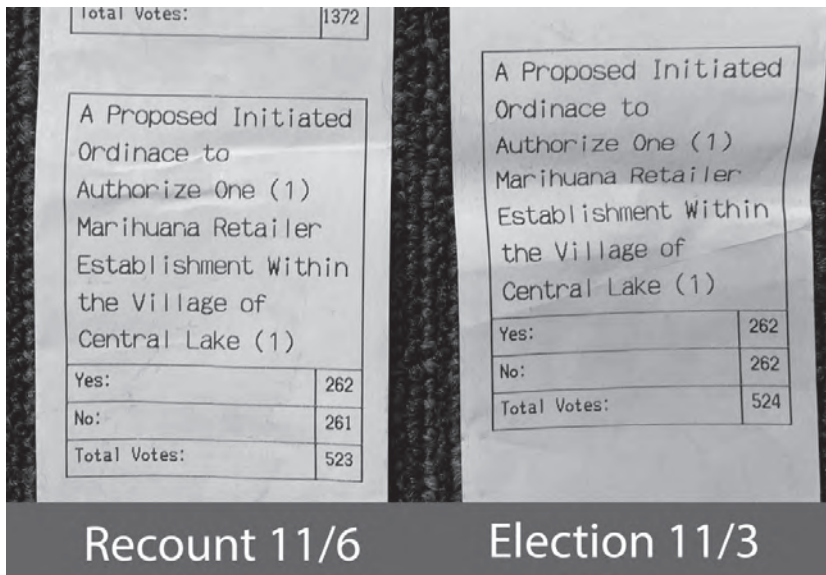 Total Votes: 1372
A Proposed Initiated
Ordinace to
Authorize One (1)
Marihuana Retailer
Establishment Within
the Village of
Central Lake (1)
Yes: 262
No: 261
Total Votes: 523
Recount 11/6
A Proposed Initiated
Ordinace to
Authorize One (1)
Marihuana Retailer
Establishment Within
the Village of
Central Lake (1)
Yes: 262
No: 262
Total Votes: 524
Election 11/3